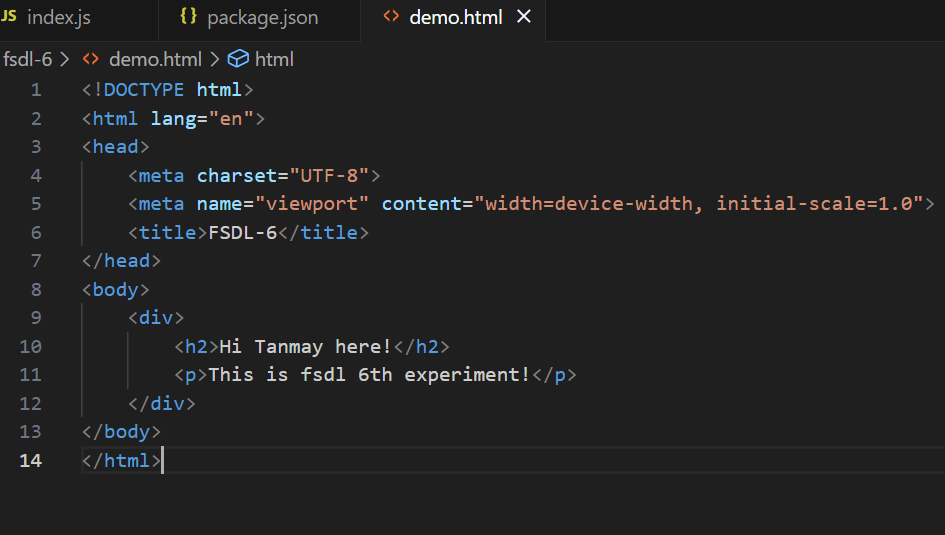 JS index.js {} package.json <> demo.html ×
fsdl-6 > <> demo.html > html
1 <!DOCTYPE html>
2 <html lang="en">
3 <head>
4     <meta charset="UTF-8">
5     <meta name="viewport" content="width=device-width, initial-scale=1.0">
6     <title>FSDL-6</title>
7 </head>
8 <body>
9     <div>
10         <h2>Hi Tanmay here!</h2>
11         <p>This is fsdl 6th experiment!</p>
12     </div>
13 </body>
14 </html>